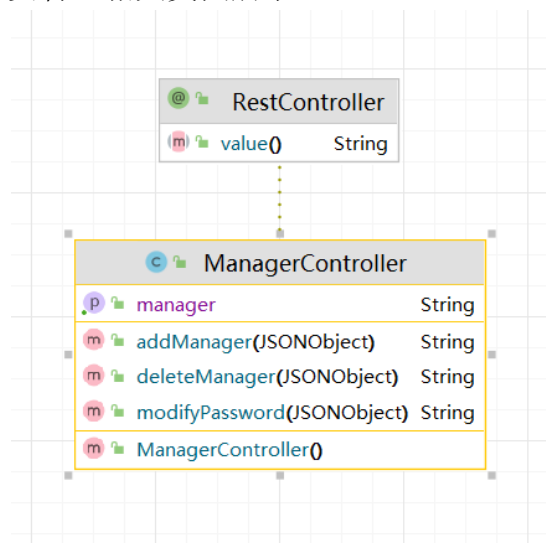 @ RestController
m value() String
C ManagerController
p manager String
m addManager(JSONObject) String
m deleteManager(JSONObject) String
m modifyPassword(JSONObject) String
m ManagerController()